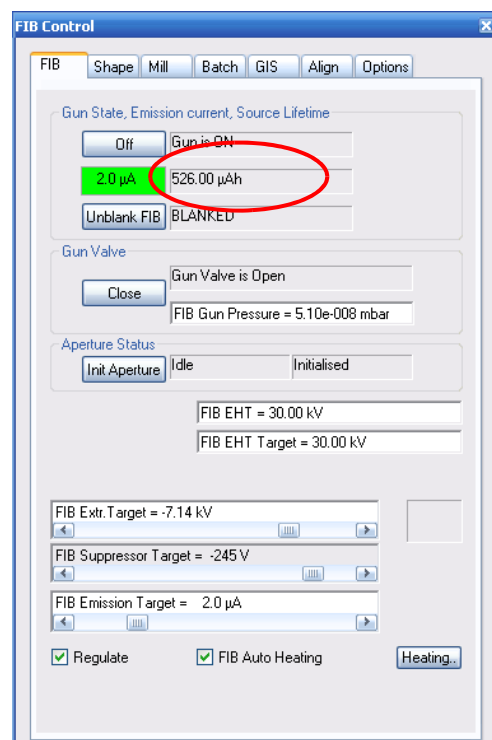 FIB Control
FIB Shape Mill Batch GIS Align Options
Gun State, Emission current, Source Lifetime
Off Gun is ON
2.0 µA 526.00 µAh
Unblank FIB BLANKED
Gun Valve
Gun Valve is Open
Close
FIB Gun Pressure = 5.10e-008 mbar
Aperture Status
Init Aperture Idle Initialised
FIB EHT = 30.00 kV
FIB EHT Target = 30.00 kV
FIB Extr.Target = -7.14 kV
FIB Suppressor Target = -245 V
FIB Emission Target = 2.0 µA
Regulate FIB Auto Heating Heating..